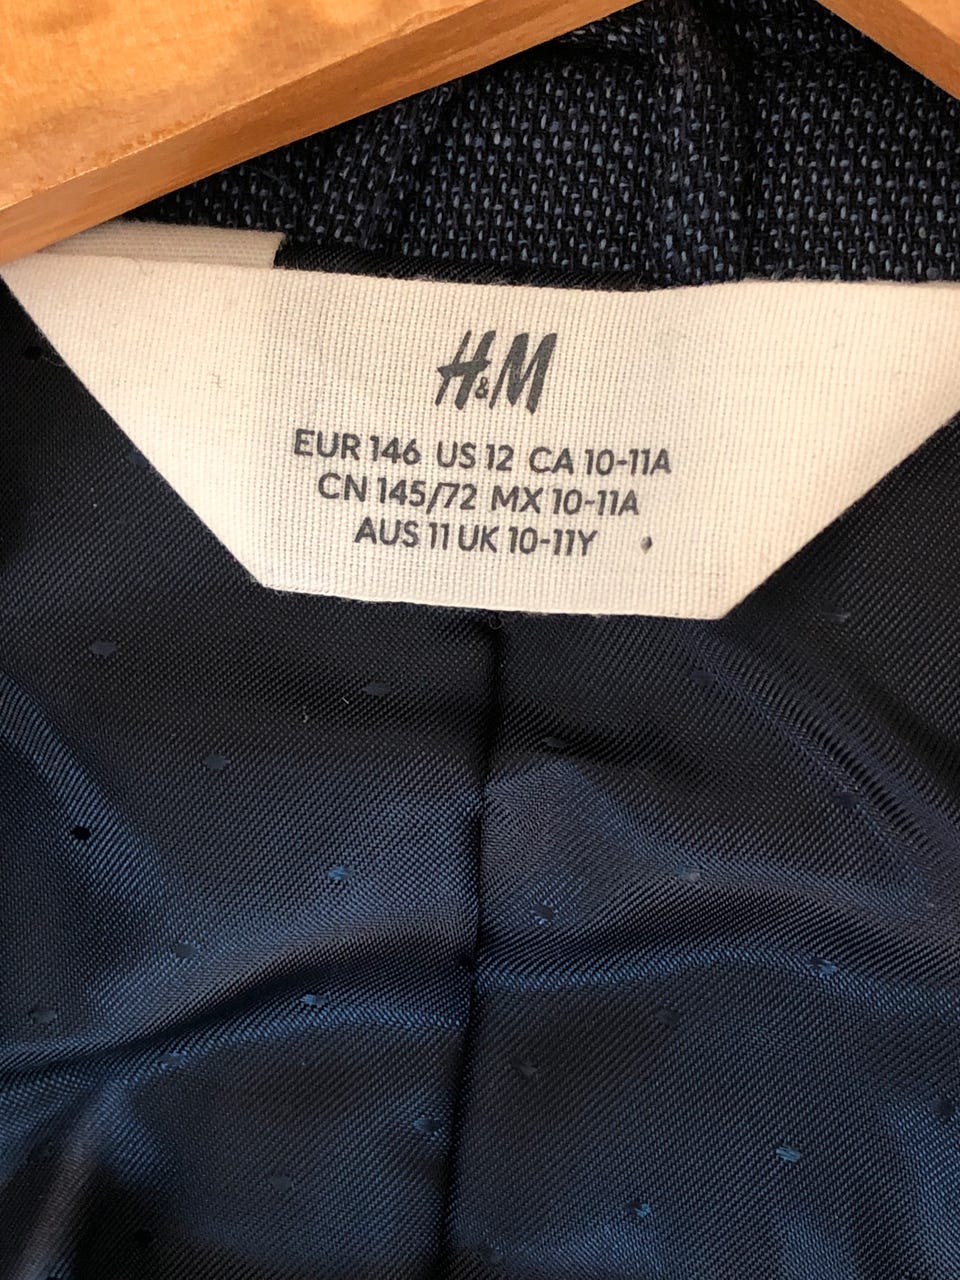 H&M
EUR 146 US 12 CA 10-11A
CN 145/72 MX 10-11A
AUS 11 UK 10-11Y